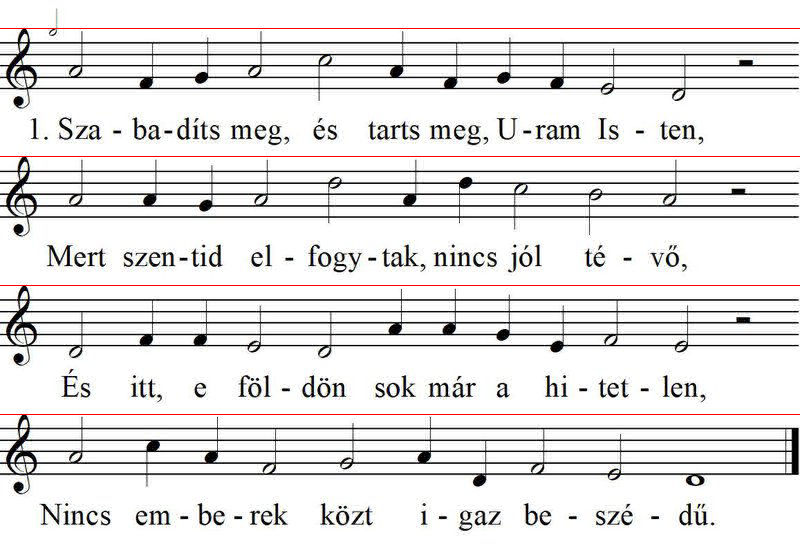 1. Sza - ba-díts meg, és tarts meg, U-ram Is - ten,
Mert szen-tid el - fogy-tak, nincs jól té - vő,
És itt, e föl-dön sok már a hi - tet - len,
Nincs em - be - rek közt i - gaz be - szé - dű.